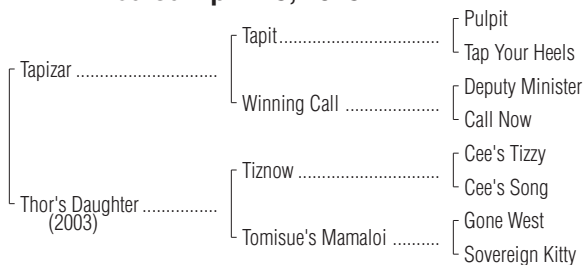 Pulpit
Tapit
Tap Your Heels
Tapizar
Deputy Minister
Winning Call
Call Now
Cee's Tizzy
Tiznow
Cee's Song
Thor's Daughter
(2003)
Gone West
Tomisue's Mamaloi
Sovereign Kitty